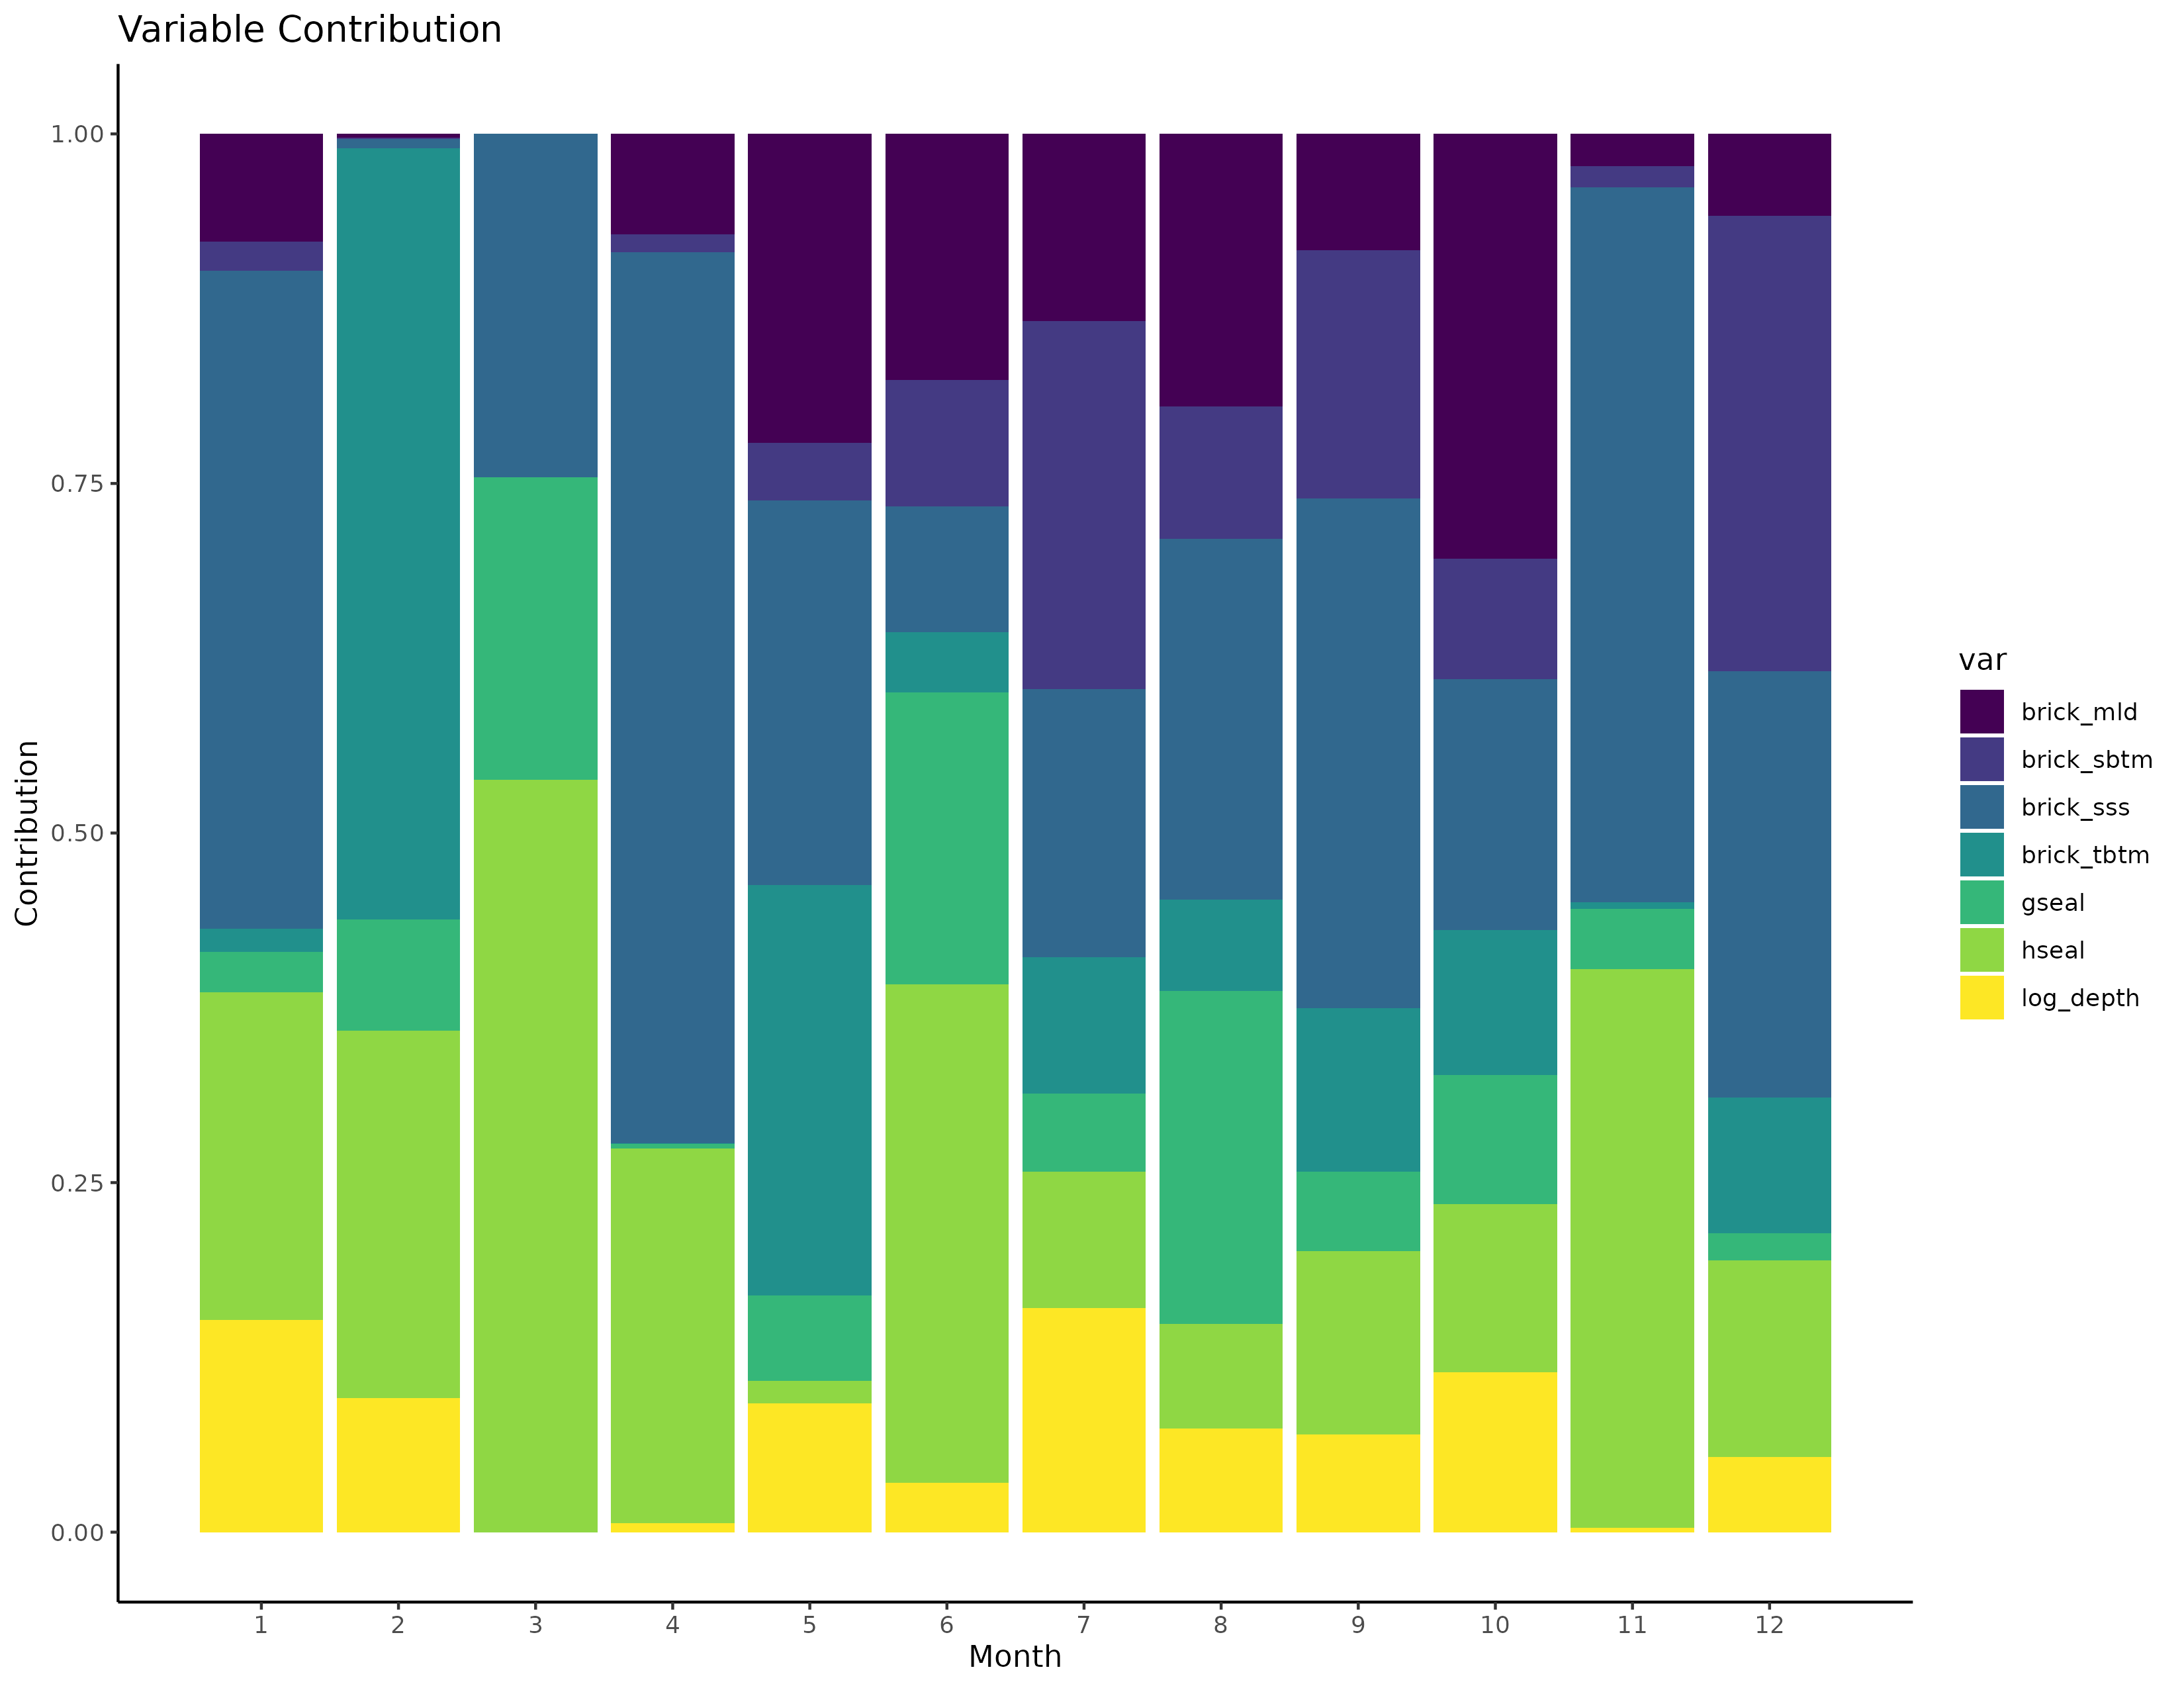 Variable Contribution
1.00
0.75
0.50
0.25
0.00
Contribution
1 2 3 4 5 6 7 8 9 10 11 12
Month
var
brick_mld
brick_sbtm
brick_sss
brick_tbtm
gseal
hseal
log_depth